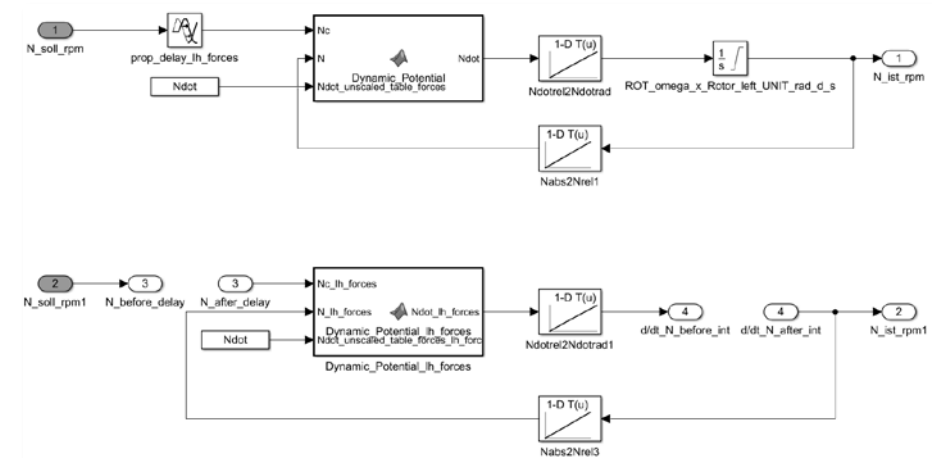 1
N_soll_rpm
prop_delay_lh_forces
Ndot
Nc
N
Ndot
Dynamic_Potential
Ndot_unscaled_table_forces
1-D T(u)
Ndotrel2Ndotrad
1
s
ROT_omega_x_Rotor_left_UNIT_rad_d_s
1
N_ist_rpm
1-D T(u)
Nabs2Nrel1
2
N_soll_rpm1
3
N_before_delay
3
N_after_delay
Ndot
Nc_lh_forces
N_lh_forces
Ndot_lh_forces
Dynamic_Potential_lh_forces
Ndot_unscaled_table_forces_lh_forc
Dynamic_Potential_lh_forces
1-D T(u)
Ndotrel2Ndotrad1
4
d/dt_N_before_int
4
d/dt_N_after_int
2
N_ist_rpm1
1-D T(u)
Nabs2Nrel3